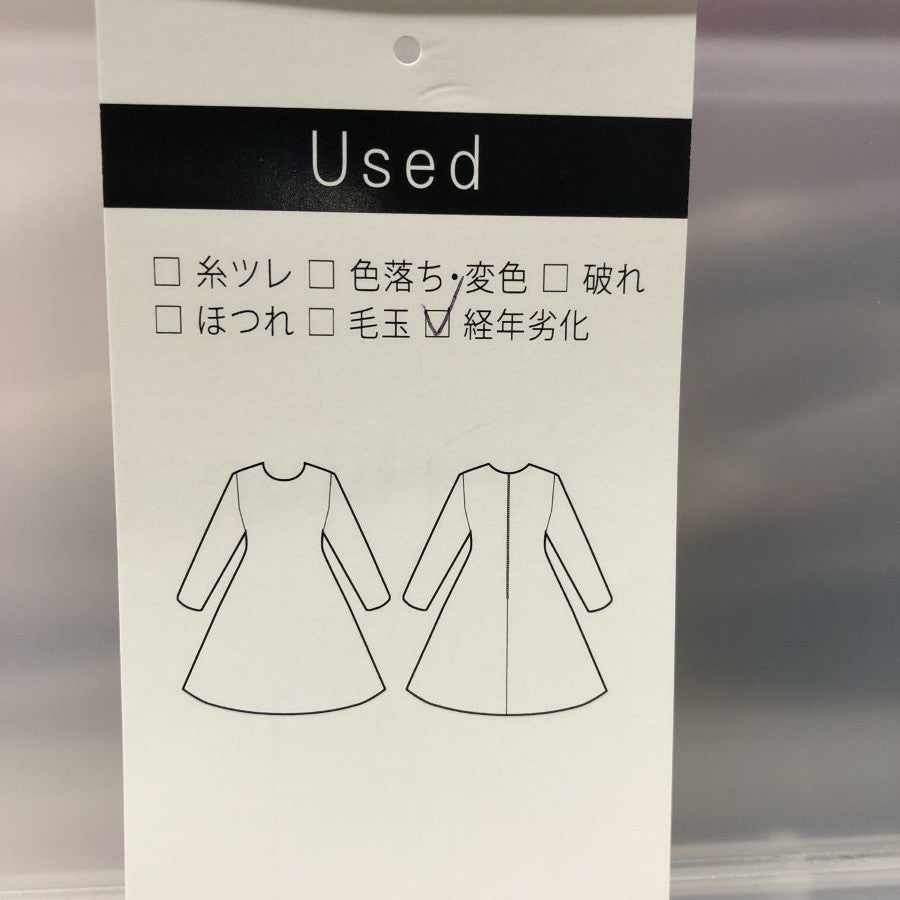 Used
□ 糸ツレ □ 色落ち・変色 □ 破れ
□ ほつれ □ 毛玉 ☑ 経年劣化